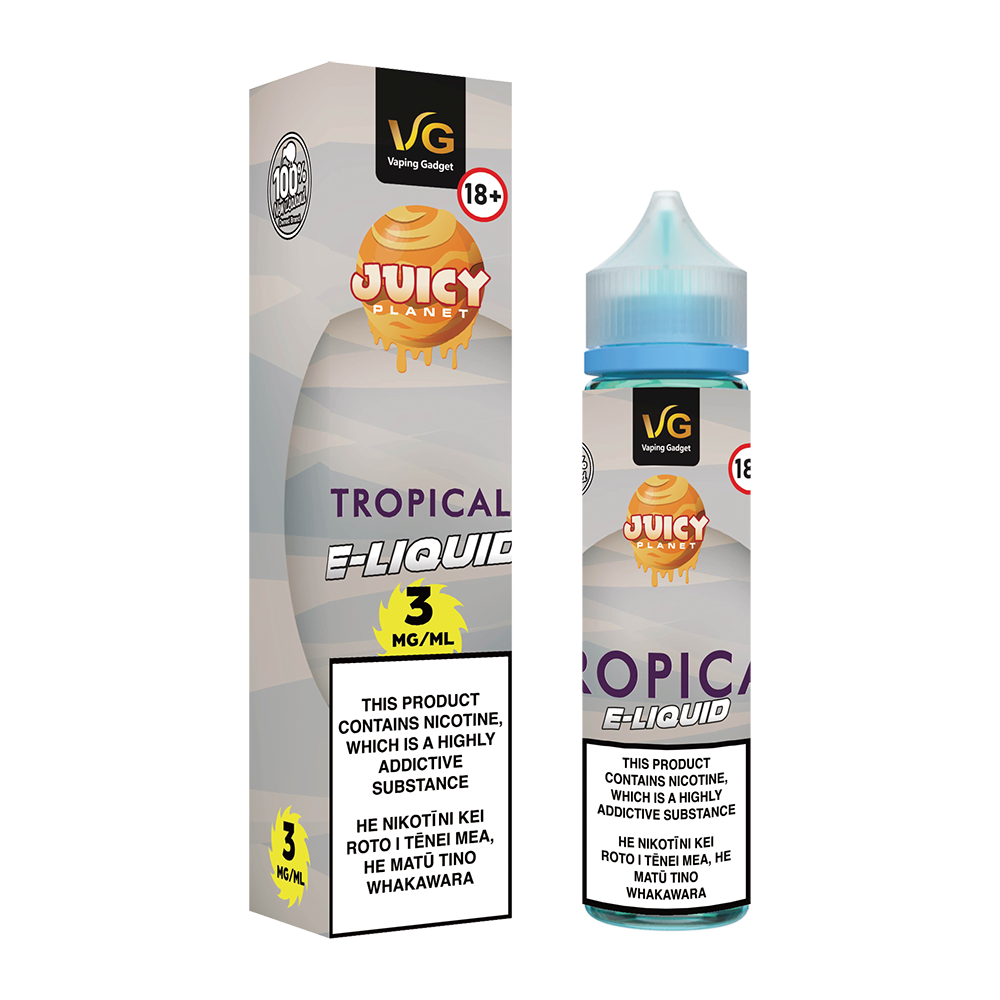 VG
Vaping Gadget
18+
100%
JUICY
PLANET
TROPICAL
E-LIQUID
3
MG/ML
THIS PRODUCT
CONTAINS NICOTINE,
WHICH IS A HIGHLY
ADDICTIVE
SUBSTANCE
HE NIKOTĪNI KEI
ROTO I TĒNEI MEA,
HE MATŪ TINO
WHAKAWARA
3
MG/ML
VG
Vaping Gadget
18
JUICY
PLANET
ROPICA
E-LIQUID
THIS PRODUCT
CONTAINS NICOTINE,
WHICH IS A HIGHLY
ADDICTIVE SUBSTANCE
HE NIKOTĪNI KEI
ROTO I TĒNEI MEA, HE
MATŪ TINO
WHAKAWARA